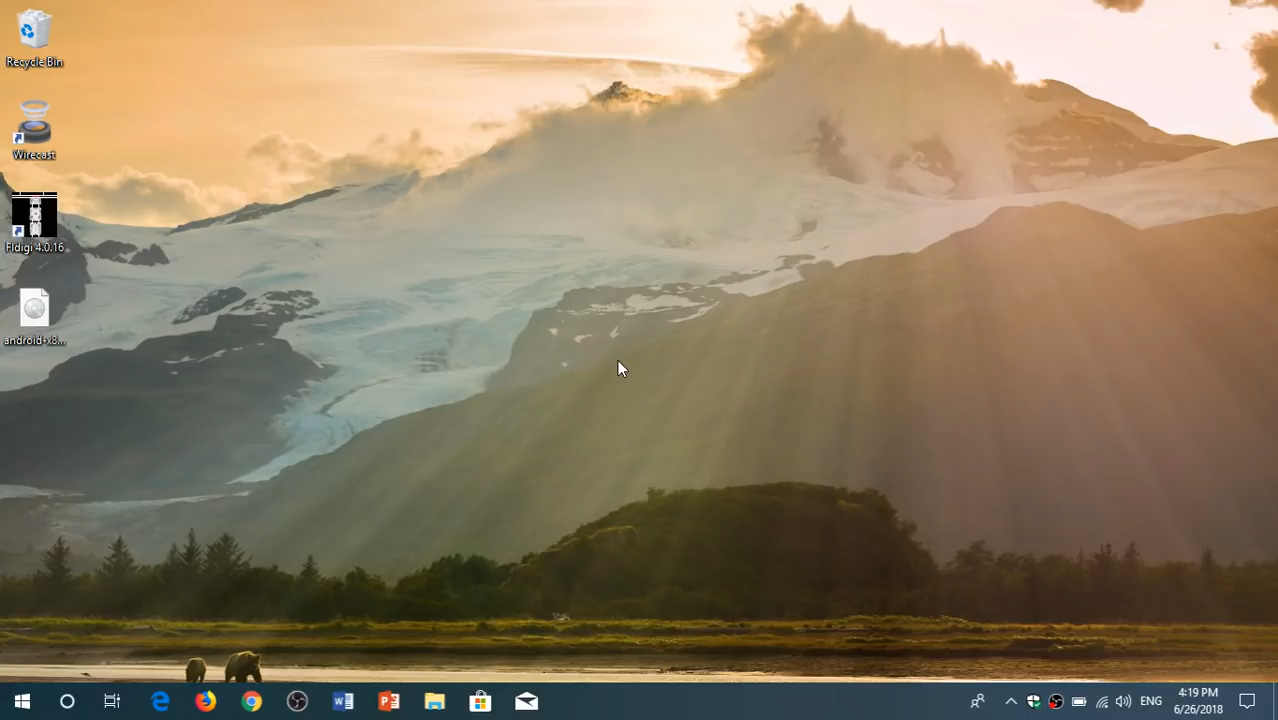 Recycle Bin
Wirecast
Fldigi 4.0.16
android-x8...
ENG
4:19 PM
6/26/2018